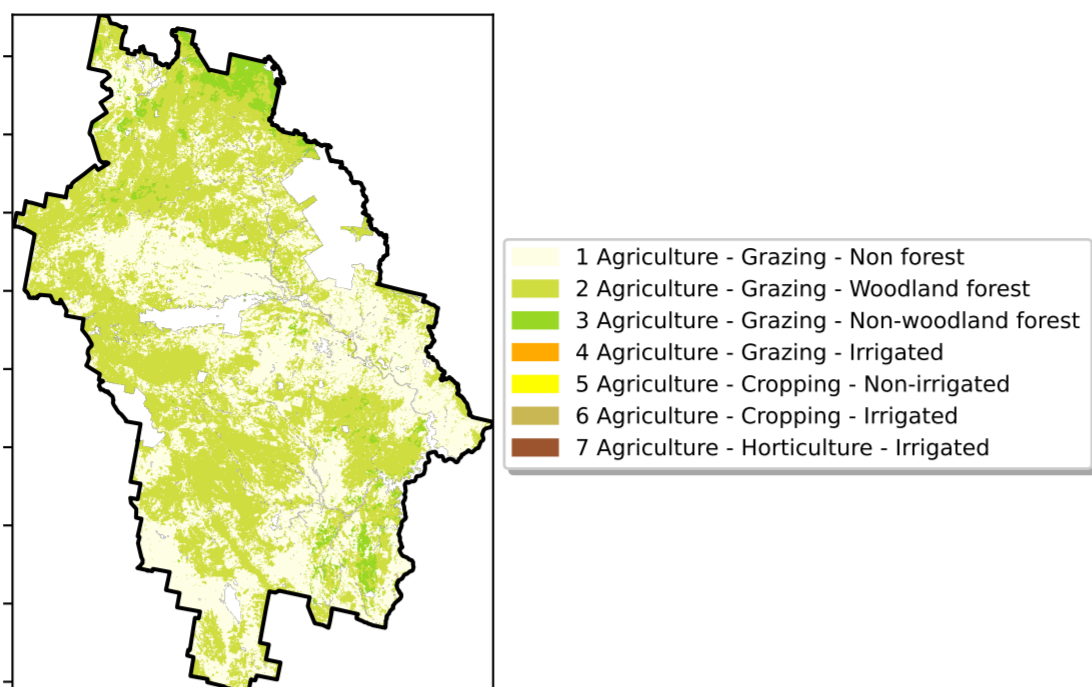 1 Agriculture - Grazing - Non forest
2 Agriculture - Grazing - Woodland forest
3 Agriculture - Grazing - Non-woodland forest
4 Agriculture - Grazing - Irrigated
5 Agriculture - Cropping - Non-irrigated
6 Agriculture - Cropping - Irrigated
7 Agriculture - Horticulture - Irrigated